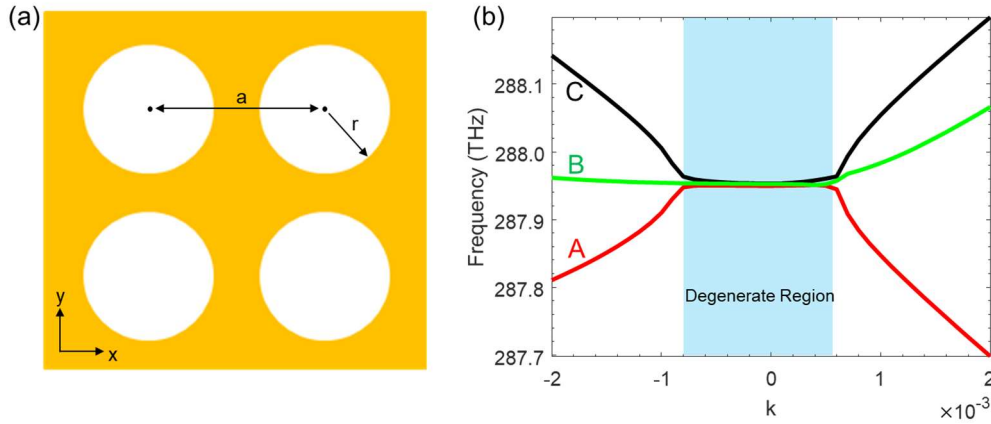 (a)
a
r
y
x
(b)
Frequency (THz)
288.1
288.0
287.9
287.8
287.7
C
B
A
Degenerate Region
-2
-1
0
1
2
k
×10⁻³